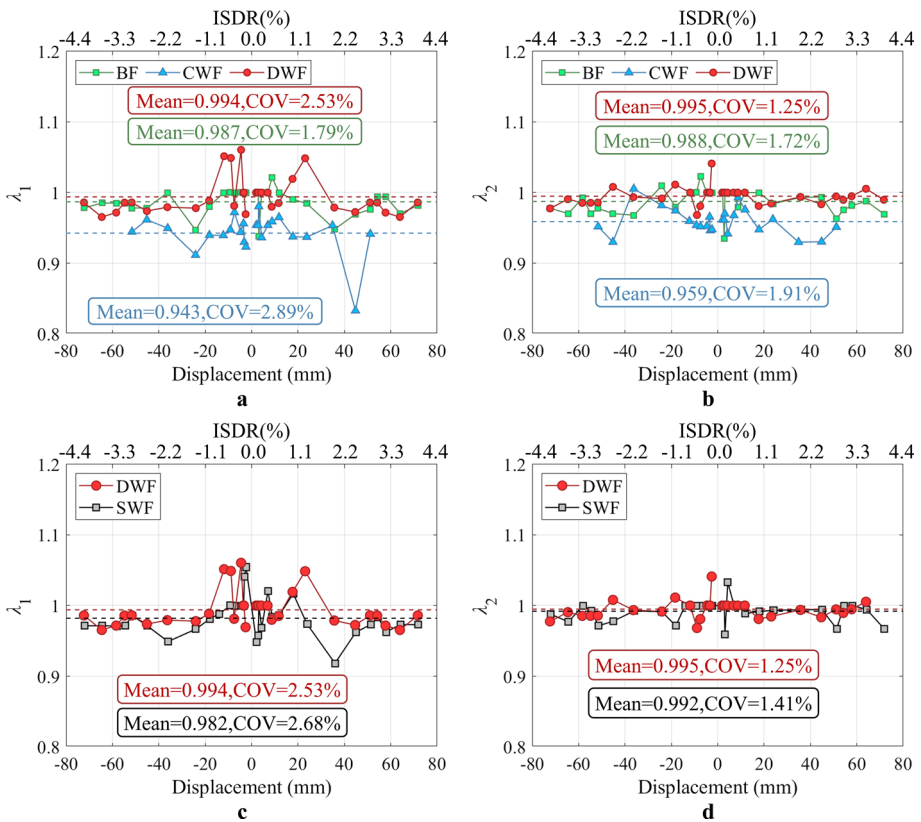 ISDR(%)
-4.4 -3.3 -2.2 -1.1 0.0 1.1 2.2 3.3 4.4
1.2
1.1
1
0.9
0.8
λ1
BF CWF DWF
Mean=0.994,COV=2.53%
Mean=0.987,COV=1.79%
Mean=0.943,COV=2.89%
-80 -60 -40 -20 0 20 40 60 80
Displacement (mm)
a
ISDR(%)
-4.4 -3.3 -2.2 -1.1 0.0 1.1 2.2 3.3 4.4
1.2
1.1
1
0.9
0.8
λ2
BF CWF DWF
Mean=0.995,COV=1.25%
Mean=0.988,COV=1.72%
Mean=0.959,COV=1.91%
-80 -60 -40 -20 0 20 40 60 80
Displacement (mm)
b
ISDR(%)
-4.4 -3.3 -2.2 -1.1 0.0 1.1 2.2 3.3 4.4
1.2
1.1
1
0.9
0.8
λ1
DWF
SWF
Mean=0.994,COV=2.53%
Mean=0.982,COV=2.68%
-80 -60 -40 -20 0 20 40 60 80
Displacement (mm)
c
ISDR(%)
-4.4 -3.3 -2.2 -1.1 0.0 1.1 2.2 3.3 4.4
1.2
1.1
1
0.9
0.8
λ2
DWF
SWF
Mean=0.995,COV=1.25%
Mean=0.992,COV=1.41%
-80 -60 -40 -20 0 20 40 60 80
Displacement (mm)
d